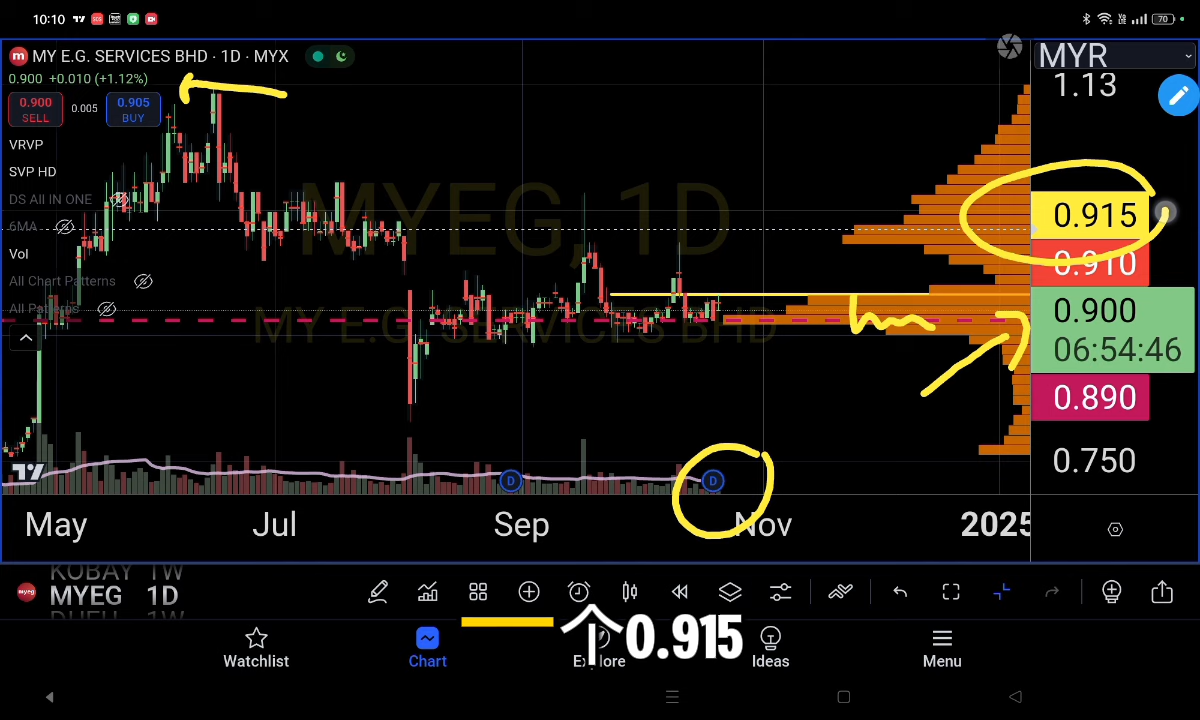 10:10
70
MY E.G. SERVICES BHD · 1D · MYX
0.900 +0.010 (+1.12%)
0.900
SELL
0.005
0.905
BUY
VRVP
SVP HD
DS All IN ONE
6MA
Vol
All Chart Patterns
All Patterns
MYEG, 1D
MY E.G. SERVICES BHD
MYR
1.13
0.915
0.910
0.900
06:54:46
0.890
0.750
D
D
May
Jul
Sep
Nov
2025
KOBAY 1W
MYEG 1D
myeg
个0.915
Watchlist
Chart
Explore
Ideas
Menu